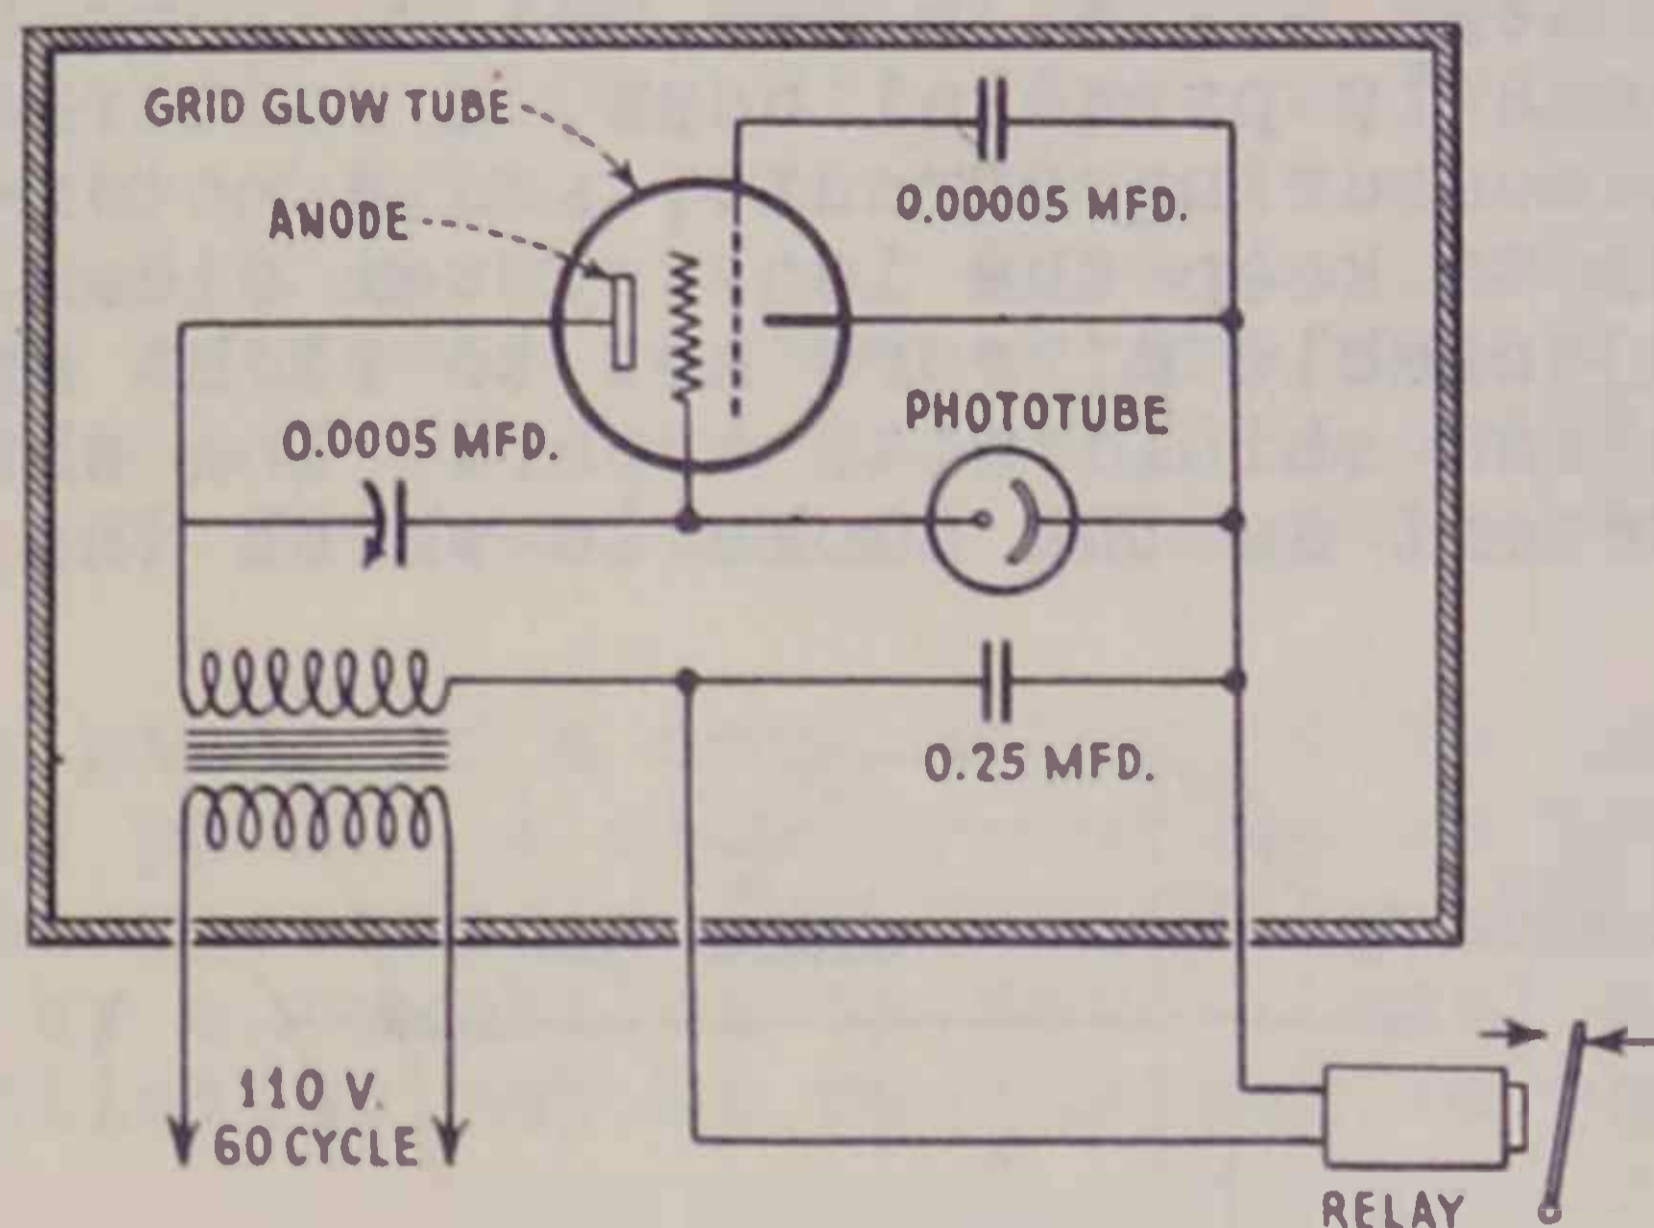 GRID GLOW TUBE
ANODE
0.00005 MFD.
PHOTOTUBE
0.0005 MFD.
0.25 MFD.
110 V.
60 CYCLE
RELAY